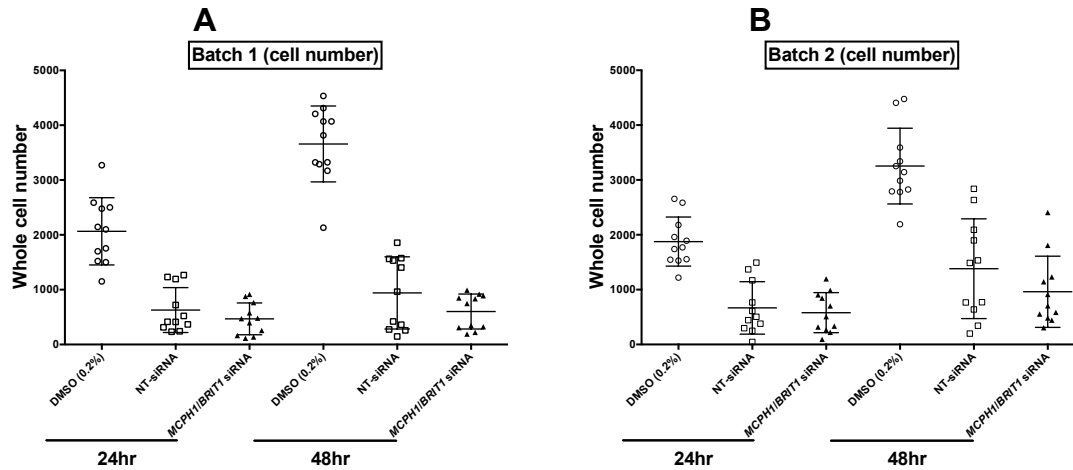 A
Batch 1 (cell number)
Whole cell number
5000
4000
3000
2000
1000
0
DMSO (0.2%)
NT-siRNA
MCPH1/BRIT1 siRNA
DMSO (0.2%)
NT-siRNA
MCPH1/BRIT1 siRNA
24hr
48hr
B
Batch 2 (cell number)
Whole cell number
5000
4000
3000
2000
1000
0
DMSO (0.2%)
NT-siRNA
MCPH1/BRIT1 siRNA
DMSO (0.2%)
NT-siRNA
MCPH1/BRIT1 siRNA
24hr
48hr